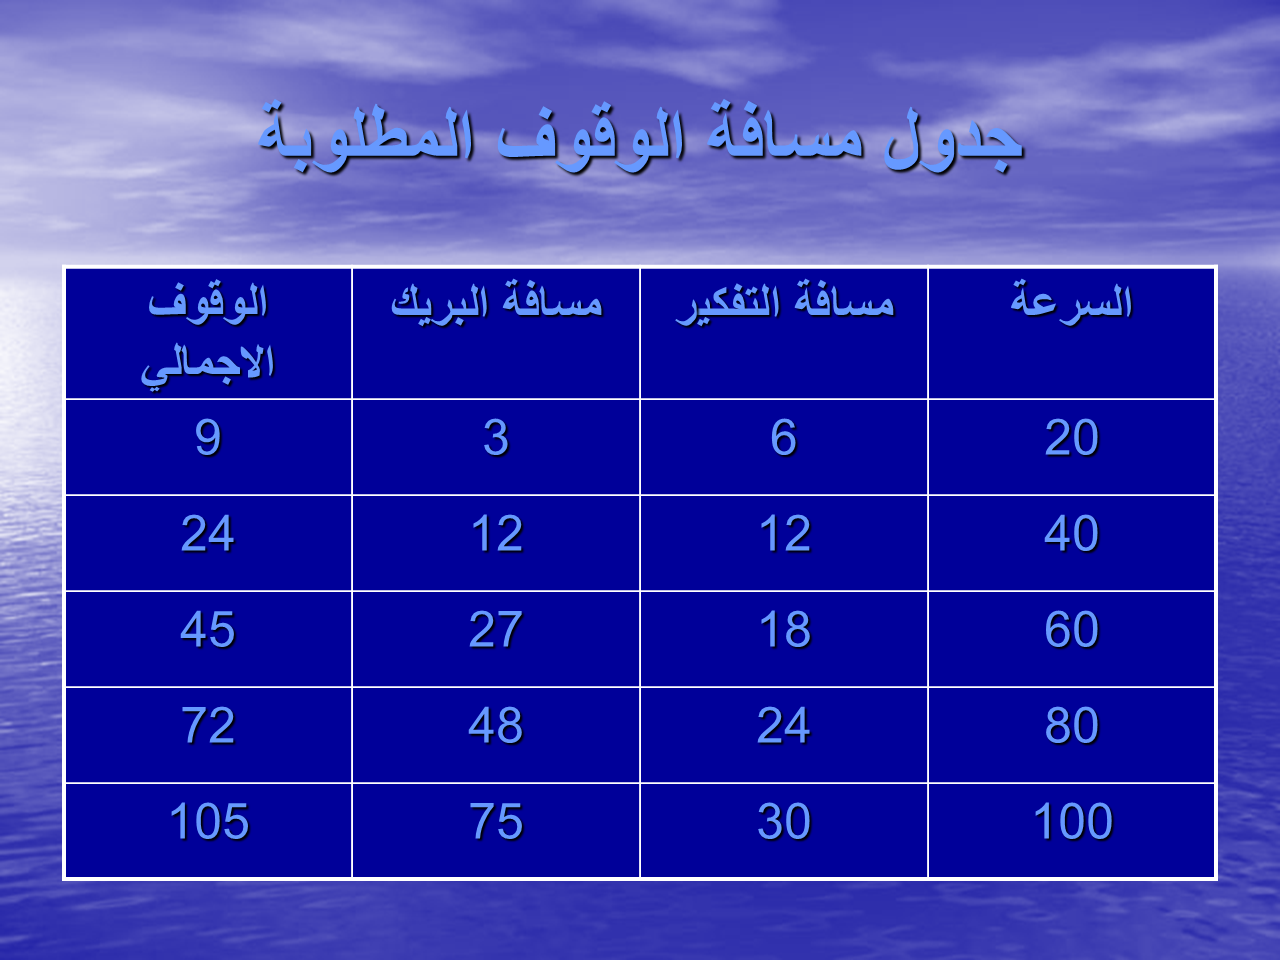 جدول مسافة الوقوف المطلوبة
السرعة مسافة التفكير مسافة البريك الوقوف
الاجمالي
20 6 3 9
40 12 12 24
60 18 27 45
80 24 48 72
100 30 75 105